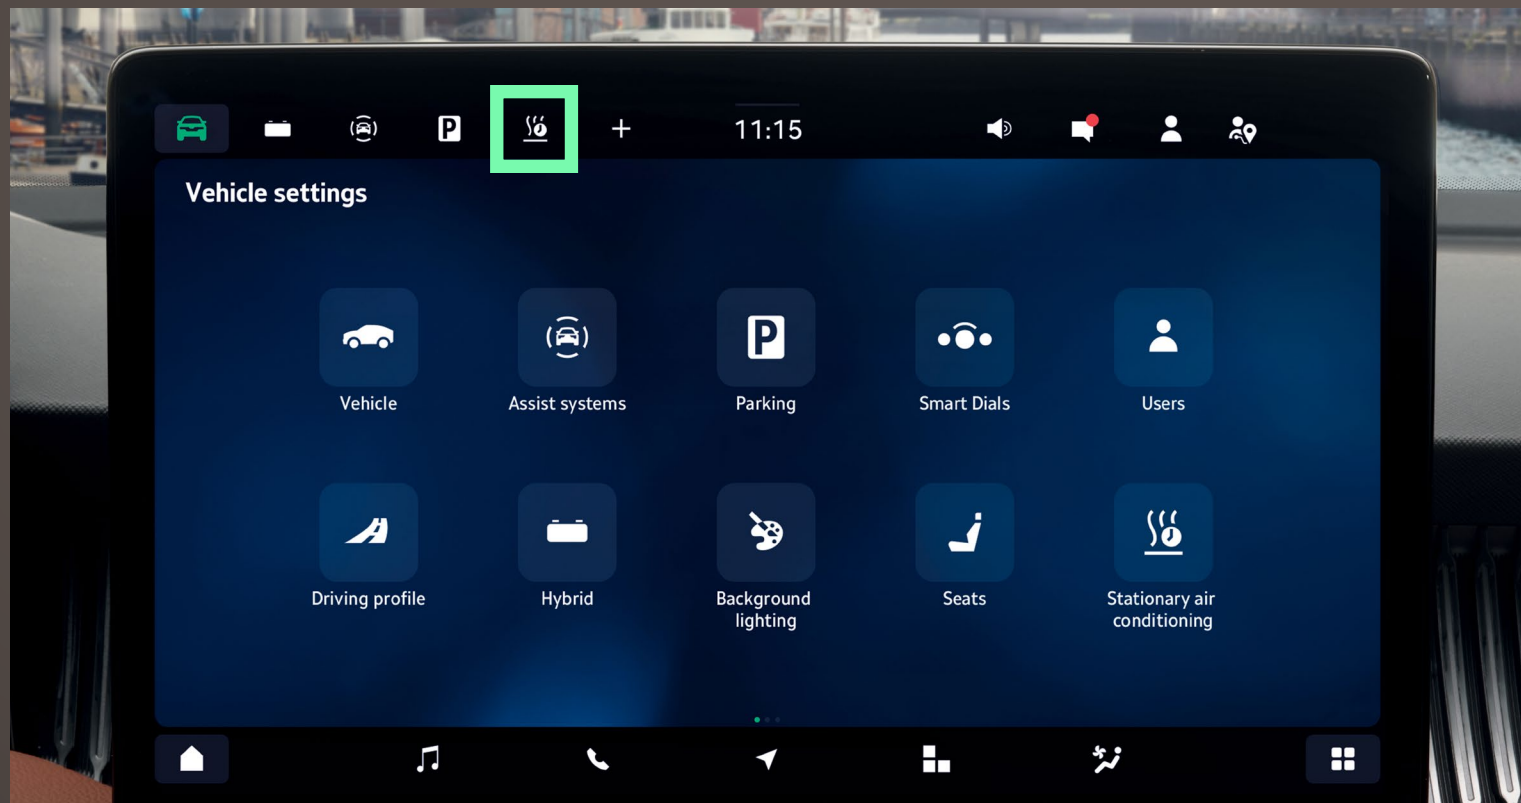 P
11:15
Vehicle settings
P
Vehicle
Assist systems
Parking
Smart Dials
Users
Driving profile
Hybrid
Background
lighting
Seats
Stationary air
conditioning